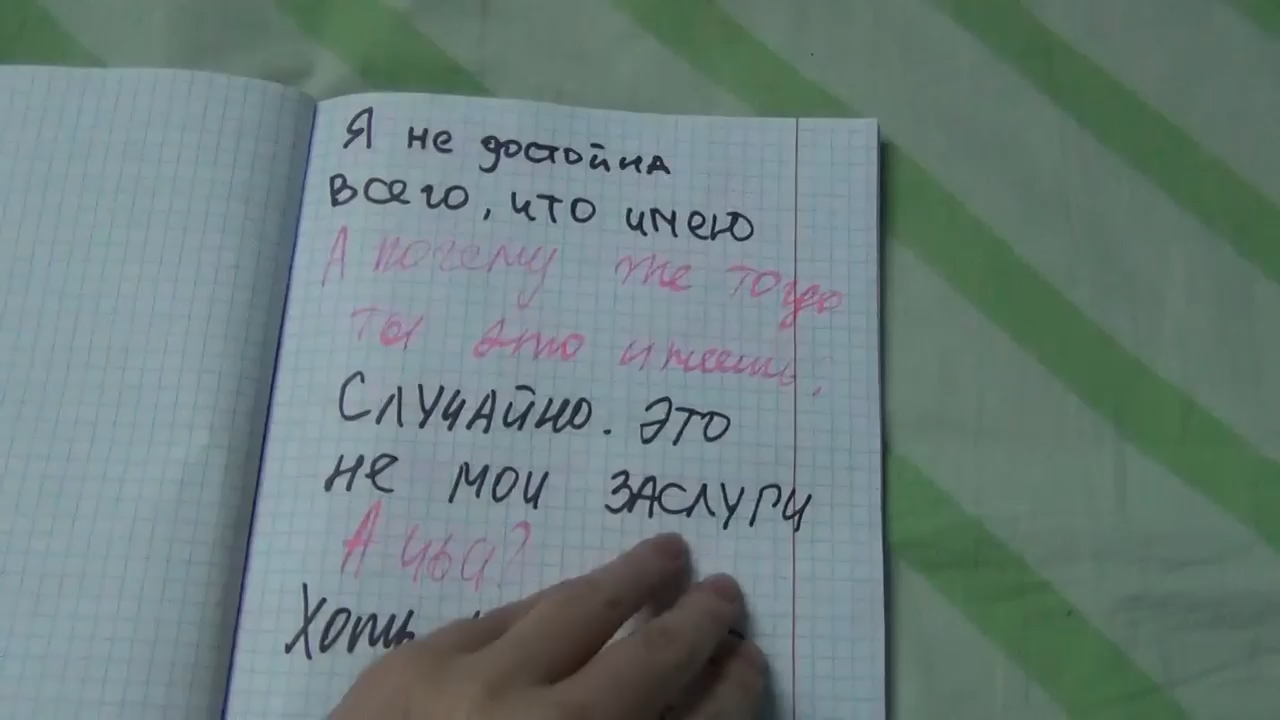 Я не достойна
всего, что имею
А почему же тогда
ты это имеешь?
Случайно. Это
не мои заслуги
А чьи?
Хоть